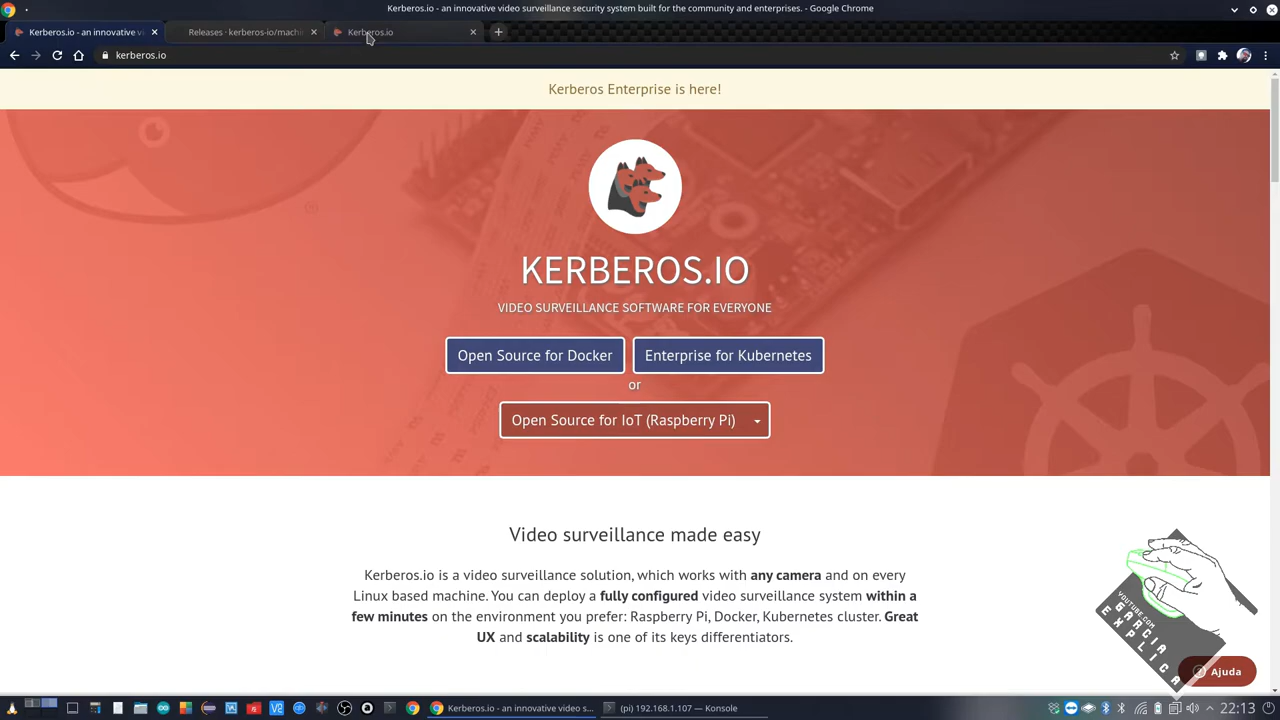 Kerberos.io - an innovative video surveillance security system built for the community and enterprises. - Google Chrome
Kerberos.io - an innovative v
Releases · kerberos-io/machi
Kerberos.io
kerberos.io
Kerberos Enterprise is here!
KERBEROS.IO
VIDEO SURVEILLANCE SOFTWARE FOR EVERYONE
Open Source for Docker
Enterprise for Kubernetes
or
Open Source for IoT (Raspberry Pi)
Video surveillance made easy
Kerberos.io is a video surveillance solution, which works with any camera and on every
Linux based machine. You can deploy a fully configured video surveillance system within a
few minutes on the environment you prefer: Raspberry Pi, Docker, Kubernetes cluster. Great
UX and scalability is one of its keys differentiators.
YOUTUBE.COM
GARCIA
EXPLICA
Ajuda
Kerberos.io - an innovative video s...
(pi) 192.168.1.107 — Konsole
22:13